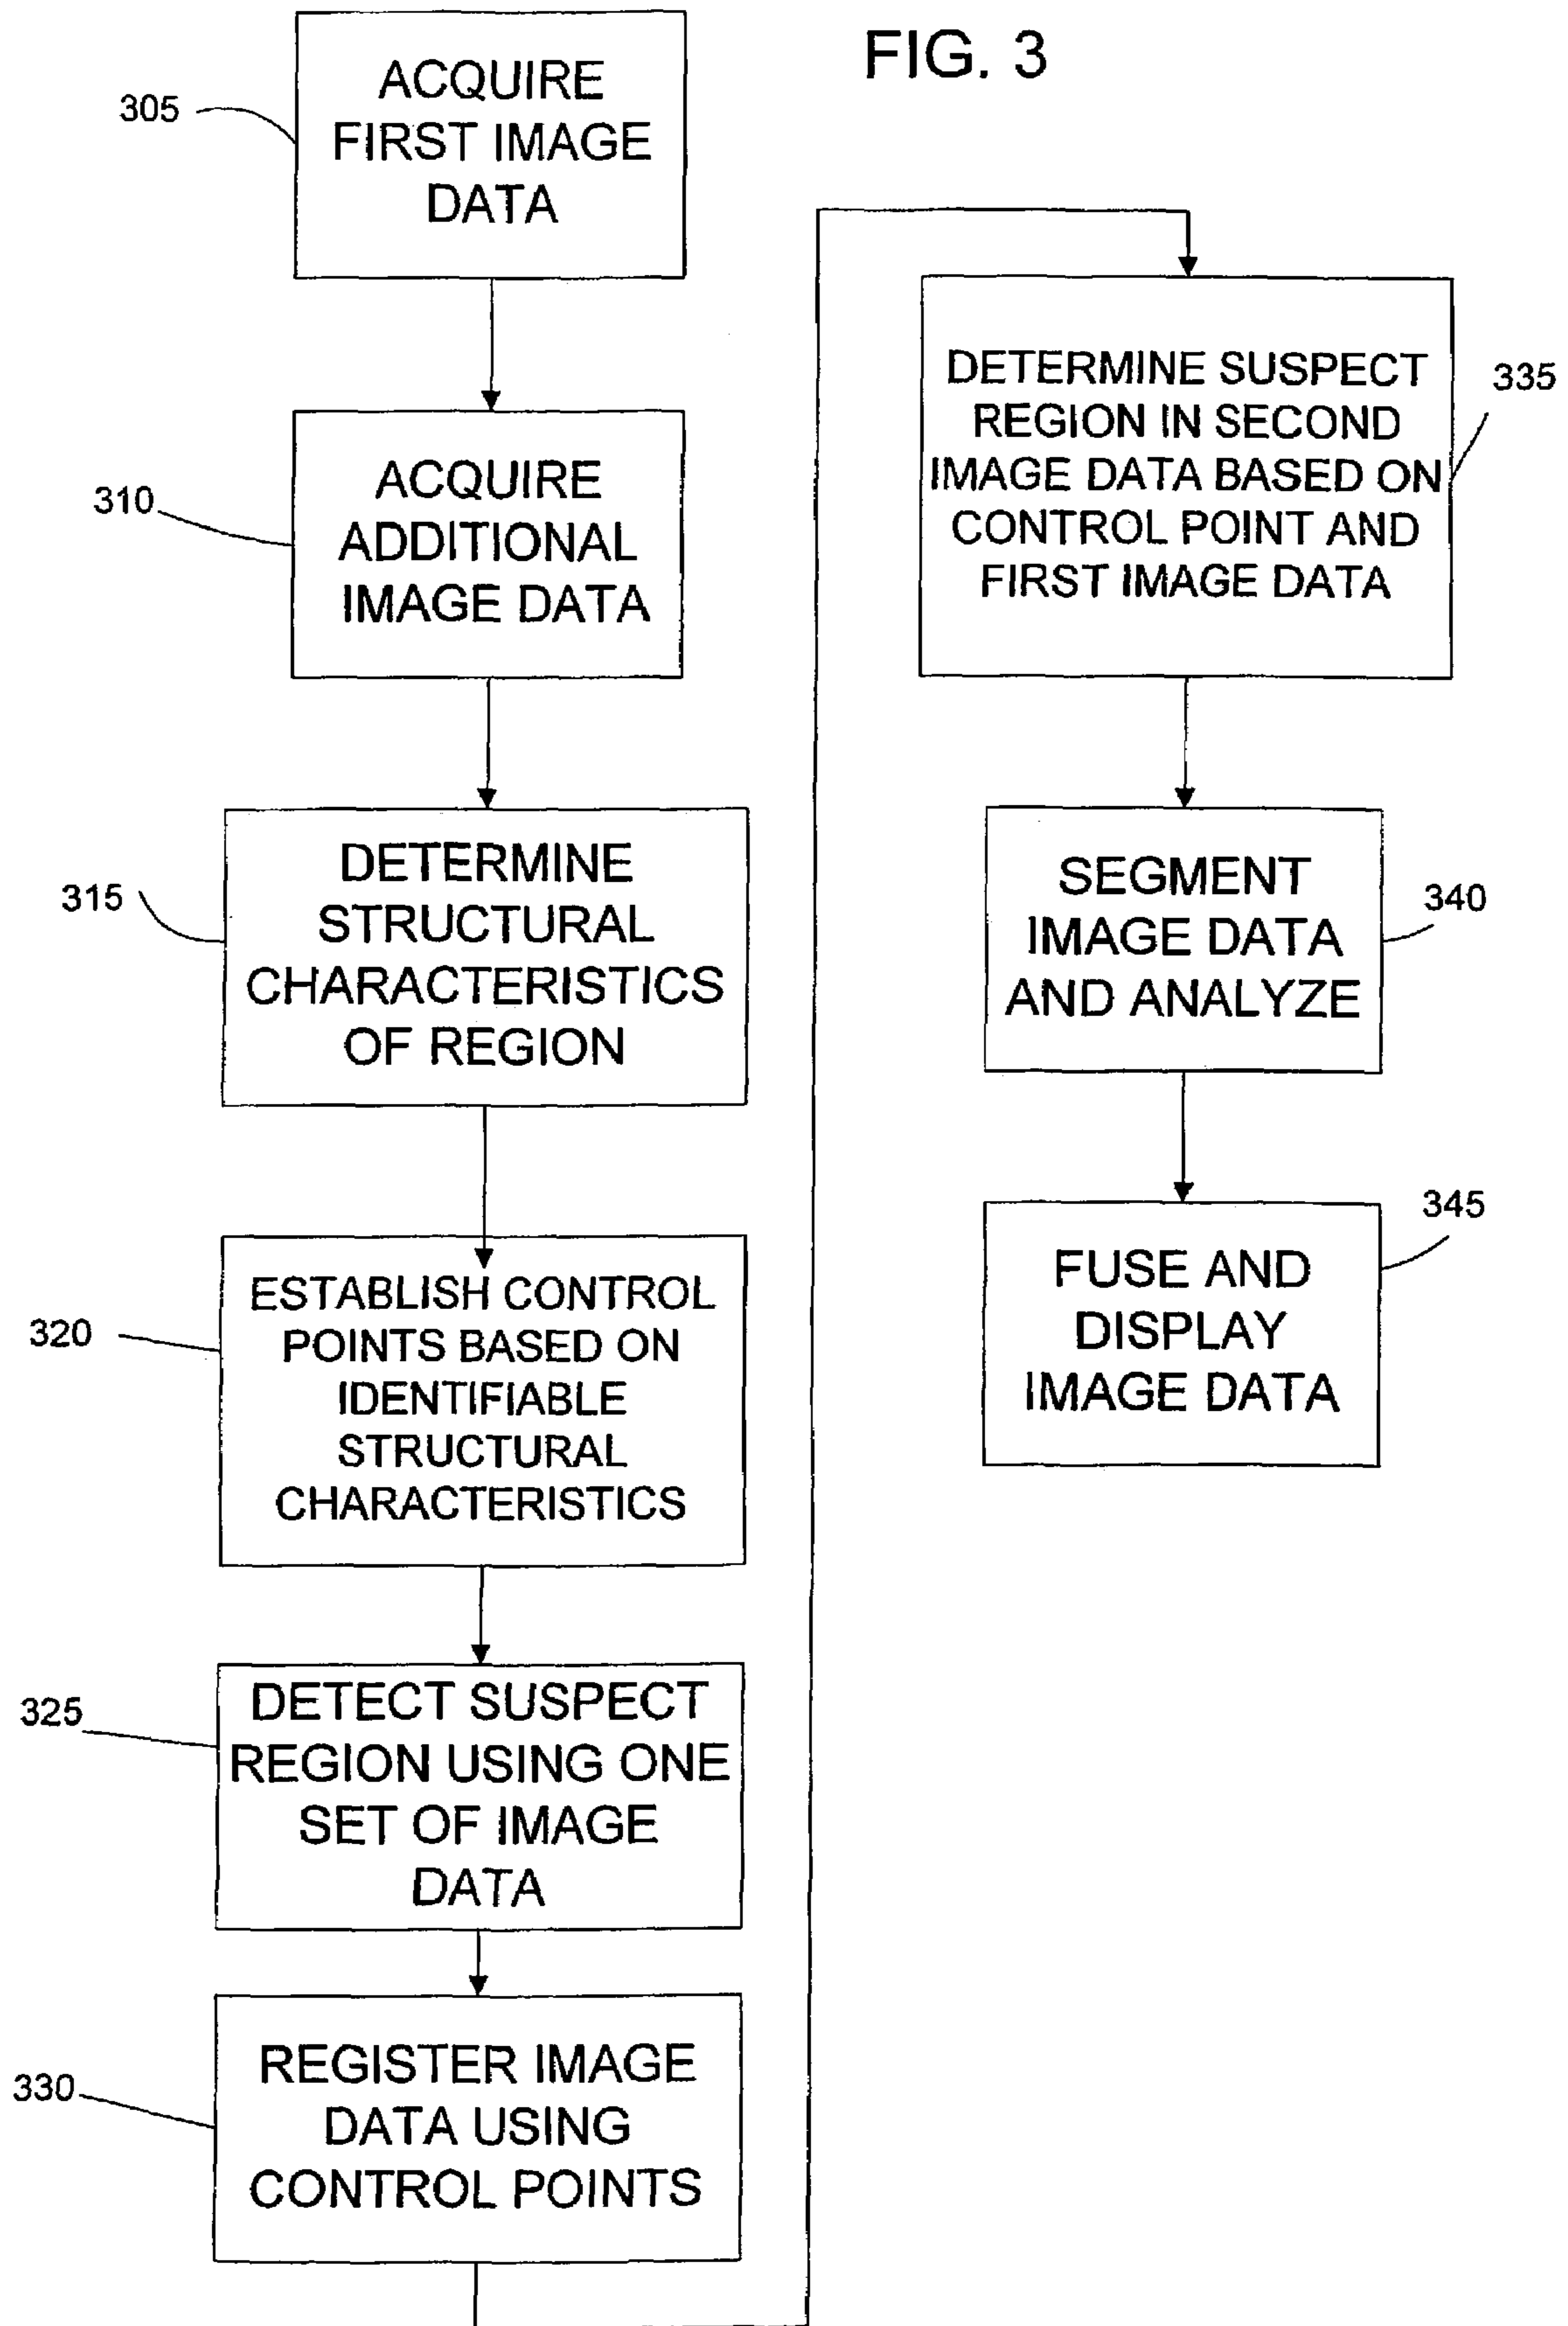 FIG. 3
305
ACQUIRE
FIRST IMAGE
DATA
310
ACQUIRE
ADDITIONAL
IMAGE DATA
315
DETERMINE
STRUCTURAL
CHARACTERISTICS
OF REGION
320
ESTABLISH CONTROL
POINTS BASED ON
IDENTIFIABLE
STRUCTURAL
CHARACTERISTICS
325
DETECT SUSPECT
REGION USING ONE
SET OF IMAGE
DATA
330
REGISTER IMAGE
DATA USING
CONTROL POINTS
335
DETERMINE SUSPECT
REGION IN SECOND
IMAGE DATA BASED ON
CONTROL POINT AND
FIRST IMAGE DATA
340
SEGMENT
IMAGE DATA
AND ANALYZE
345
FUSE AND
DISPLAY
IMAGE DATA